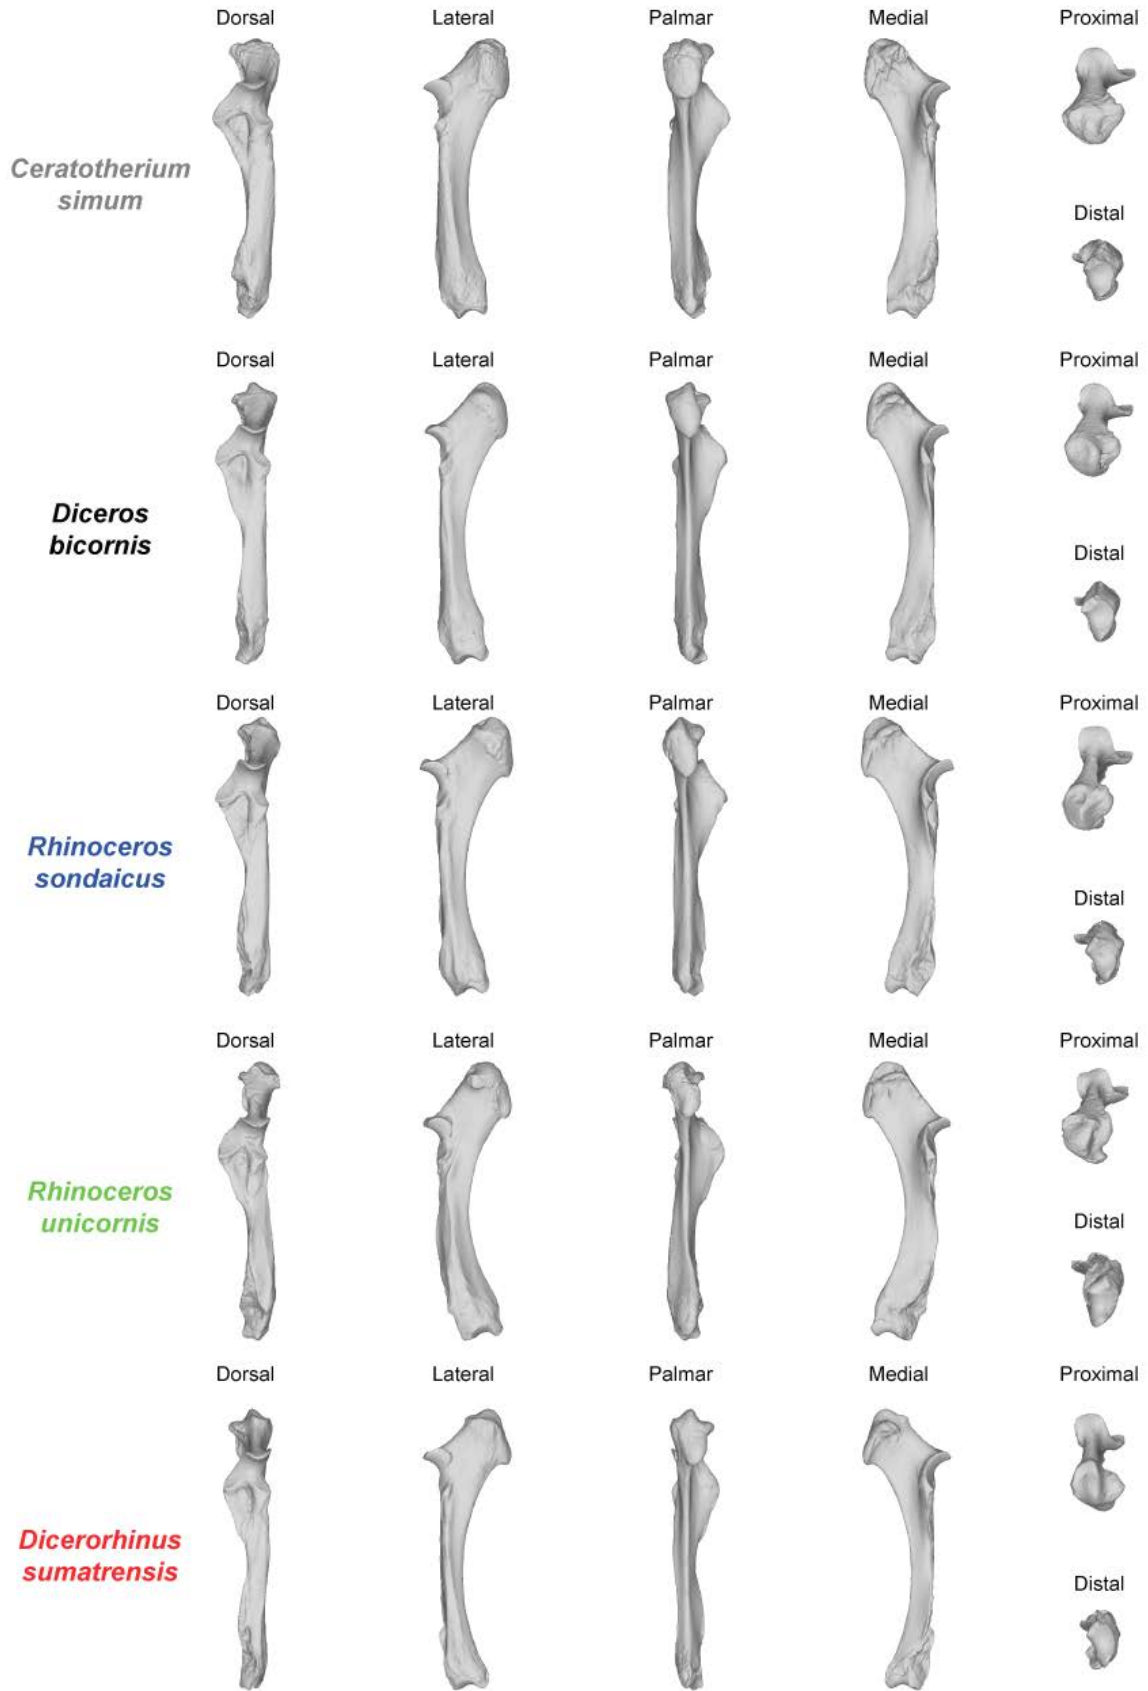 Dorsal Lateral Palmar Medial Proximal
Ceratotherium
simum
Distal
Dorsal Lateral Palmar Medial Proximal
Diceros
bicornis
Distal
Dorsal Lateral Palmar Medial Proximal
Rhinoceros
sondaicus
Distal
Dorsal Lateral Palmar Medial Proximal
Rhinoceros
unicornis
Distal
Dorsal Lateral Palmar Medial Proximal
Dicerorhinus
sumatrensis
Distal